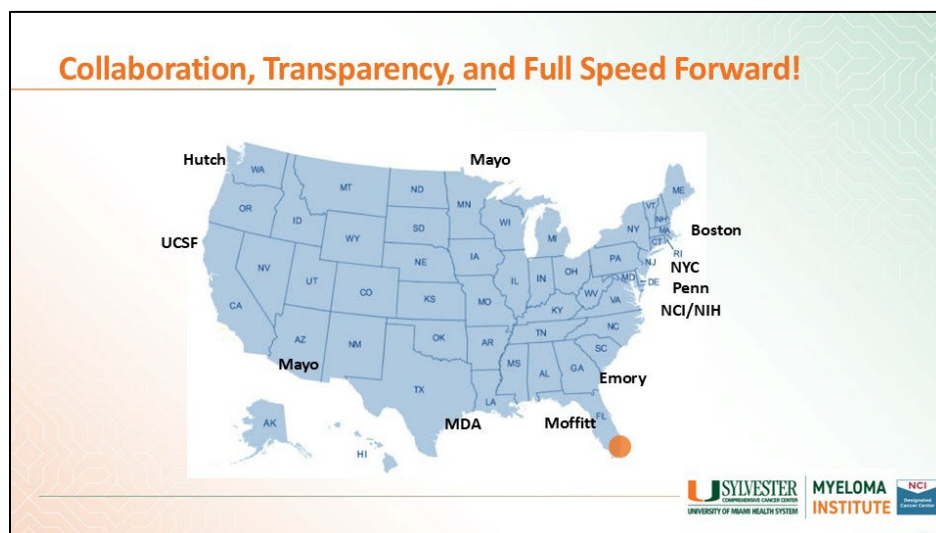 Collaboration, Transparency, and Full Speed Forward!
Hutch
Mayo
WA
MT
ND
MN
ME
OR
ID
WY
SD
WI
MI
VT
NH
NY
MA
CT
RI
Boston
UCSF
NV
UT
CO
NE
IA
IL
IN
OH
PA
NJ
NYC
MD
DE
Penn
CA
KS
MO
KY
WV
VA
NCI/NIH
AZ
NM
OK
AR
TN
NC
SC
Mayo
TX
LA
MS
AL
GA
Emory
MDA
Moffitt
FL
AK
HI
SYLVESTER
COMPREHENSIVE CANCER CENTER
UNIVERSITY OF MIAMI HEALTH SYSTEM
MYELOMA
INSTITUTE
NCI
Designated
Cancer Center